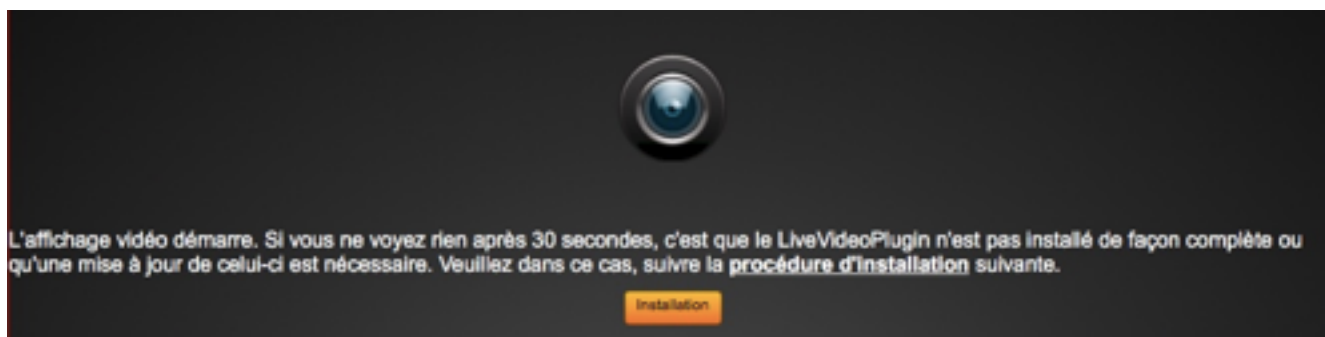 L'affichage vidéo démarre. Si vous ne voyez rien après 30 secondes, c'est que le LiveVideoPlugin n'est pas installé de façon complète ou
qu'une mise à jour de celui-ci est nécessaire. Veuillez dans ce cas, suivre la procédure d'installation suivante.
Installation